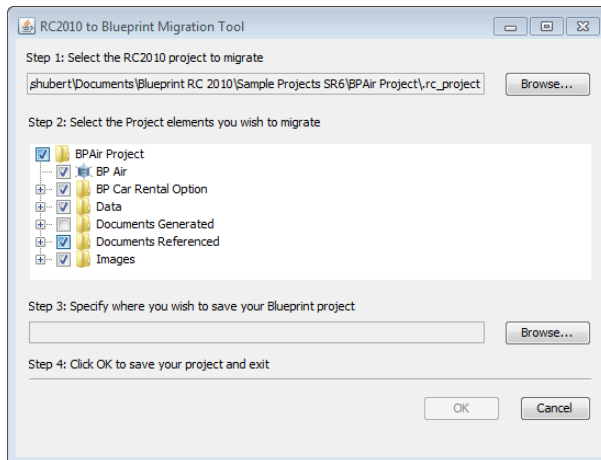 RC2010 to Blueprint Migration Tool
Step 1: Select the RC2010 project to migrate
shubert\Documents\Blueprint RC 2010\Sample Projects SR6\BPAir Project\.rc_project
Browse...
Step 2: Select the Project elements you wish to migrate
BPAir Project
BP Air
BP Car Rental Option
Data
Documents Generated
Documents Referenced
Images
Step 3: Specify where you wish to save your Blueprint project
Browse...
Step 4: Click OK to save your project and exit
OK
Cancel